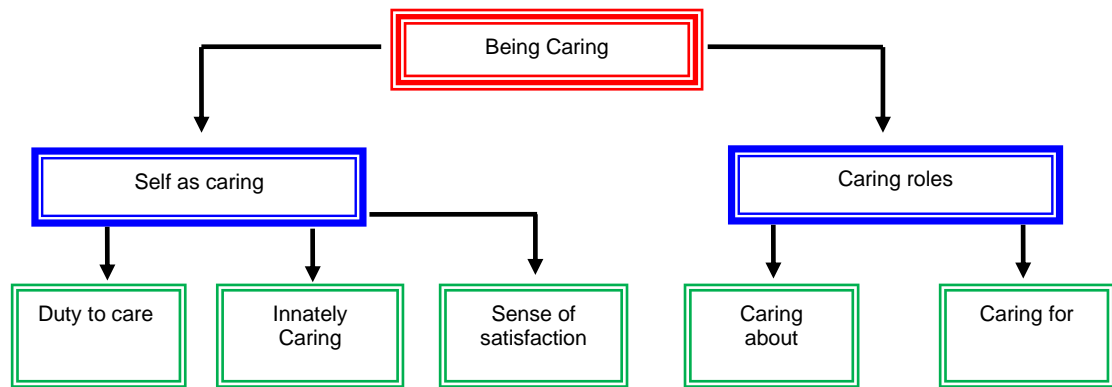 Being Caring
Self as caring
Caring roles
Duty to care
Innately
Caring
Sense of
satisfaction
Caring
about
Caring for